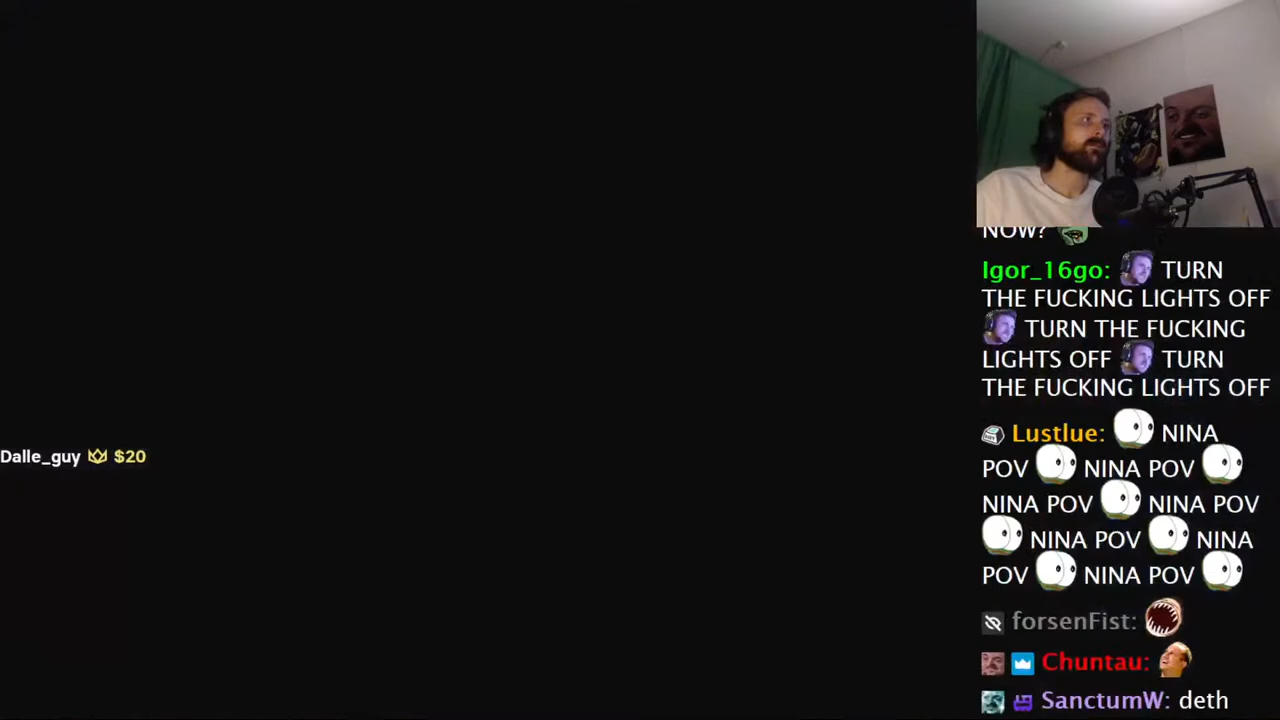 NOW?
Igor_16go: TURN
THE FUCKING LIGHTS OFF
TURN THE FUCKING
LIGHTS OFF TURN
THE FUCKING LIGHTS OFF
Lustlue: NINA
POV NINA POV
NINA POV NINA POV
NINA POV NINA
POV NINA POV
forsenFist:
Chuntau:
SanctumW: deth
Dalle_guy $20